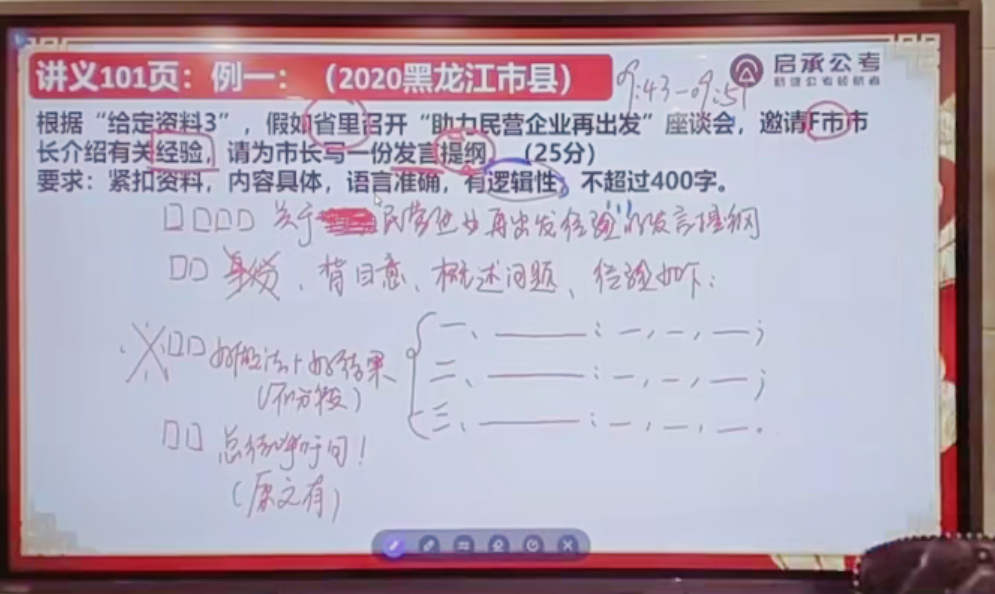 讲义101页：例一：（2020黑龙江市县）
启承公考
9:43-09:51
根据“给定资料3”，假如省里召开“助力民营企业再出发”座谈会，邀请F市市
长介绍有关经验，请为市长写一份发言提纲。（25分）
要求：紧扣资料，内容具体，语言准确，有逻辑性，不超过400字。
关于民营企业再出发经验的发言提纲
背目意、概述问题、经验如下：
好做法+好结果
（不分段）
一、
二、
三、
总结呼吁句！
（原文有）